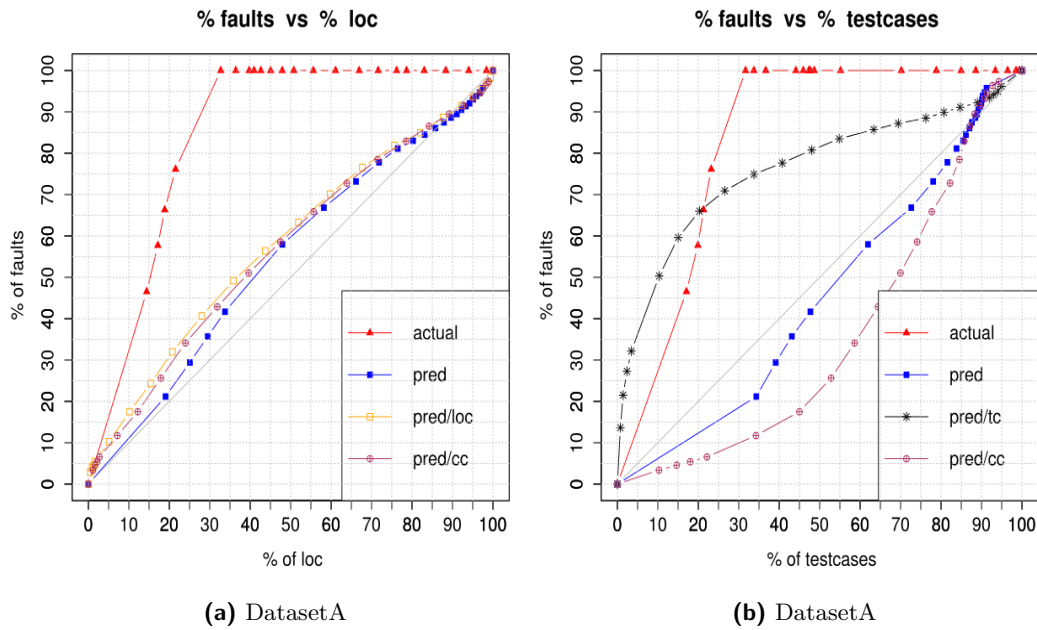 % faults vs % loc
% of faults
100
90
80
70
60
50
40
30
20
10
0
actual
pred
pred/loc
pred/cc
0 10 20 30 40 50 60 70 80 90 100
% of loc
(a) DatasetA
% faults vs % testcases
% of faults
100
90
80
70
60
50
40
30
20
10
0
actual
pred
pred/tc
pred/cc
0 10 20 30 40 50 60 70 80 90 100
% of testcases
(b) DatasetA